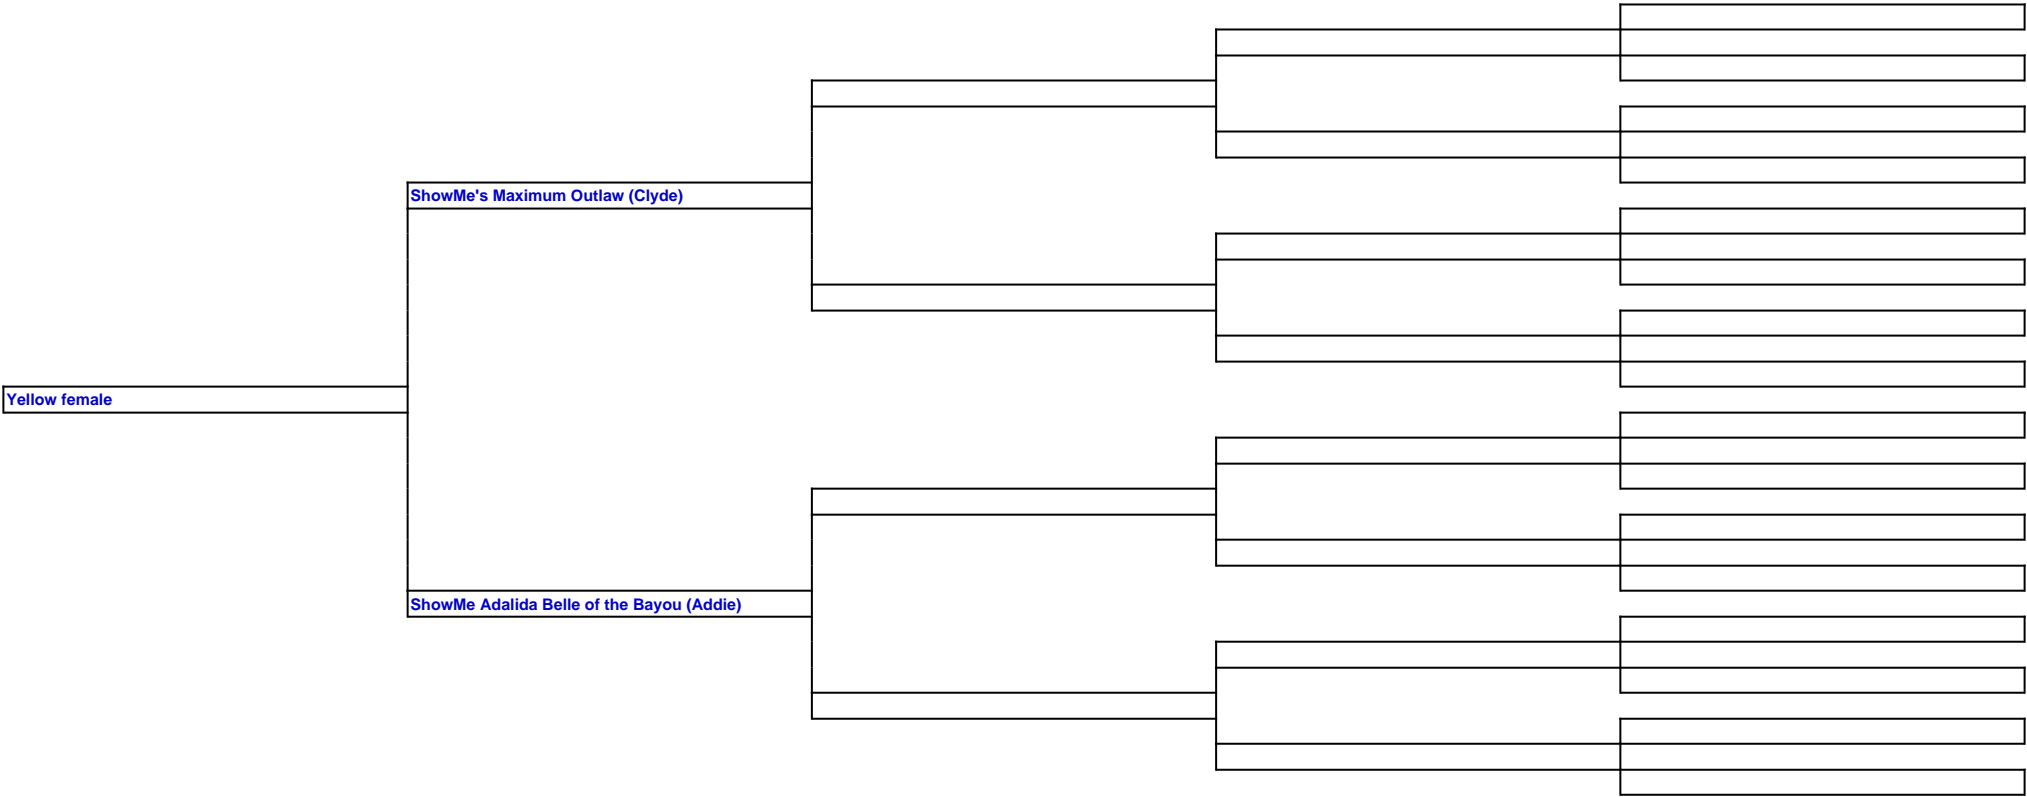 ShowMe's Maximum Outlaw (Clyde)
Yellow female
ShowMe Adalida Belle of the Bayou (Addie)